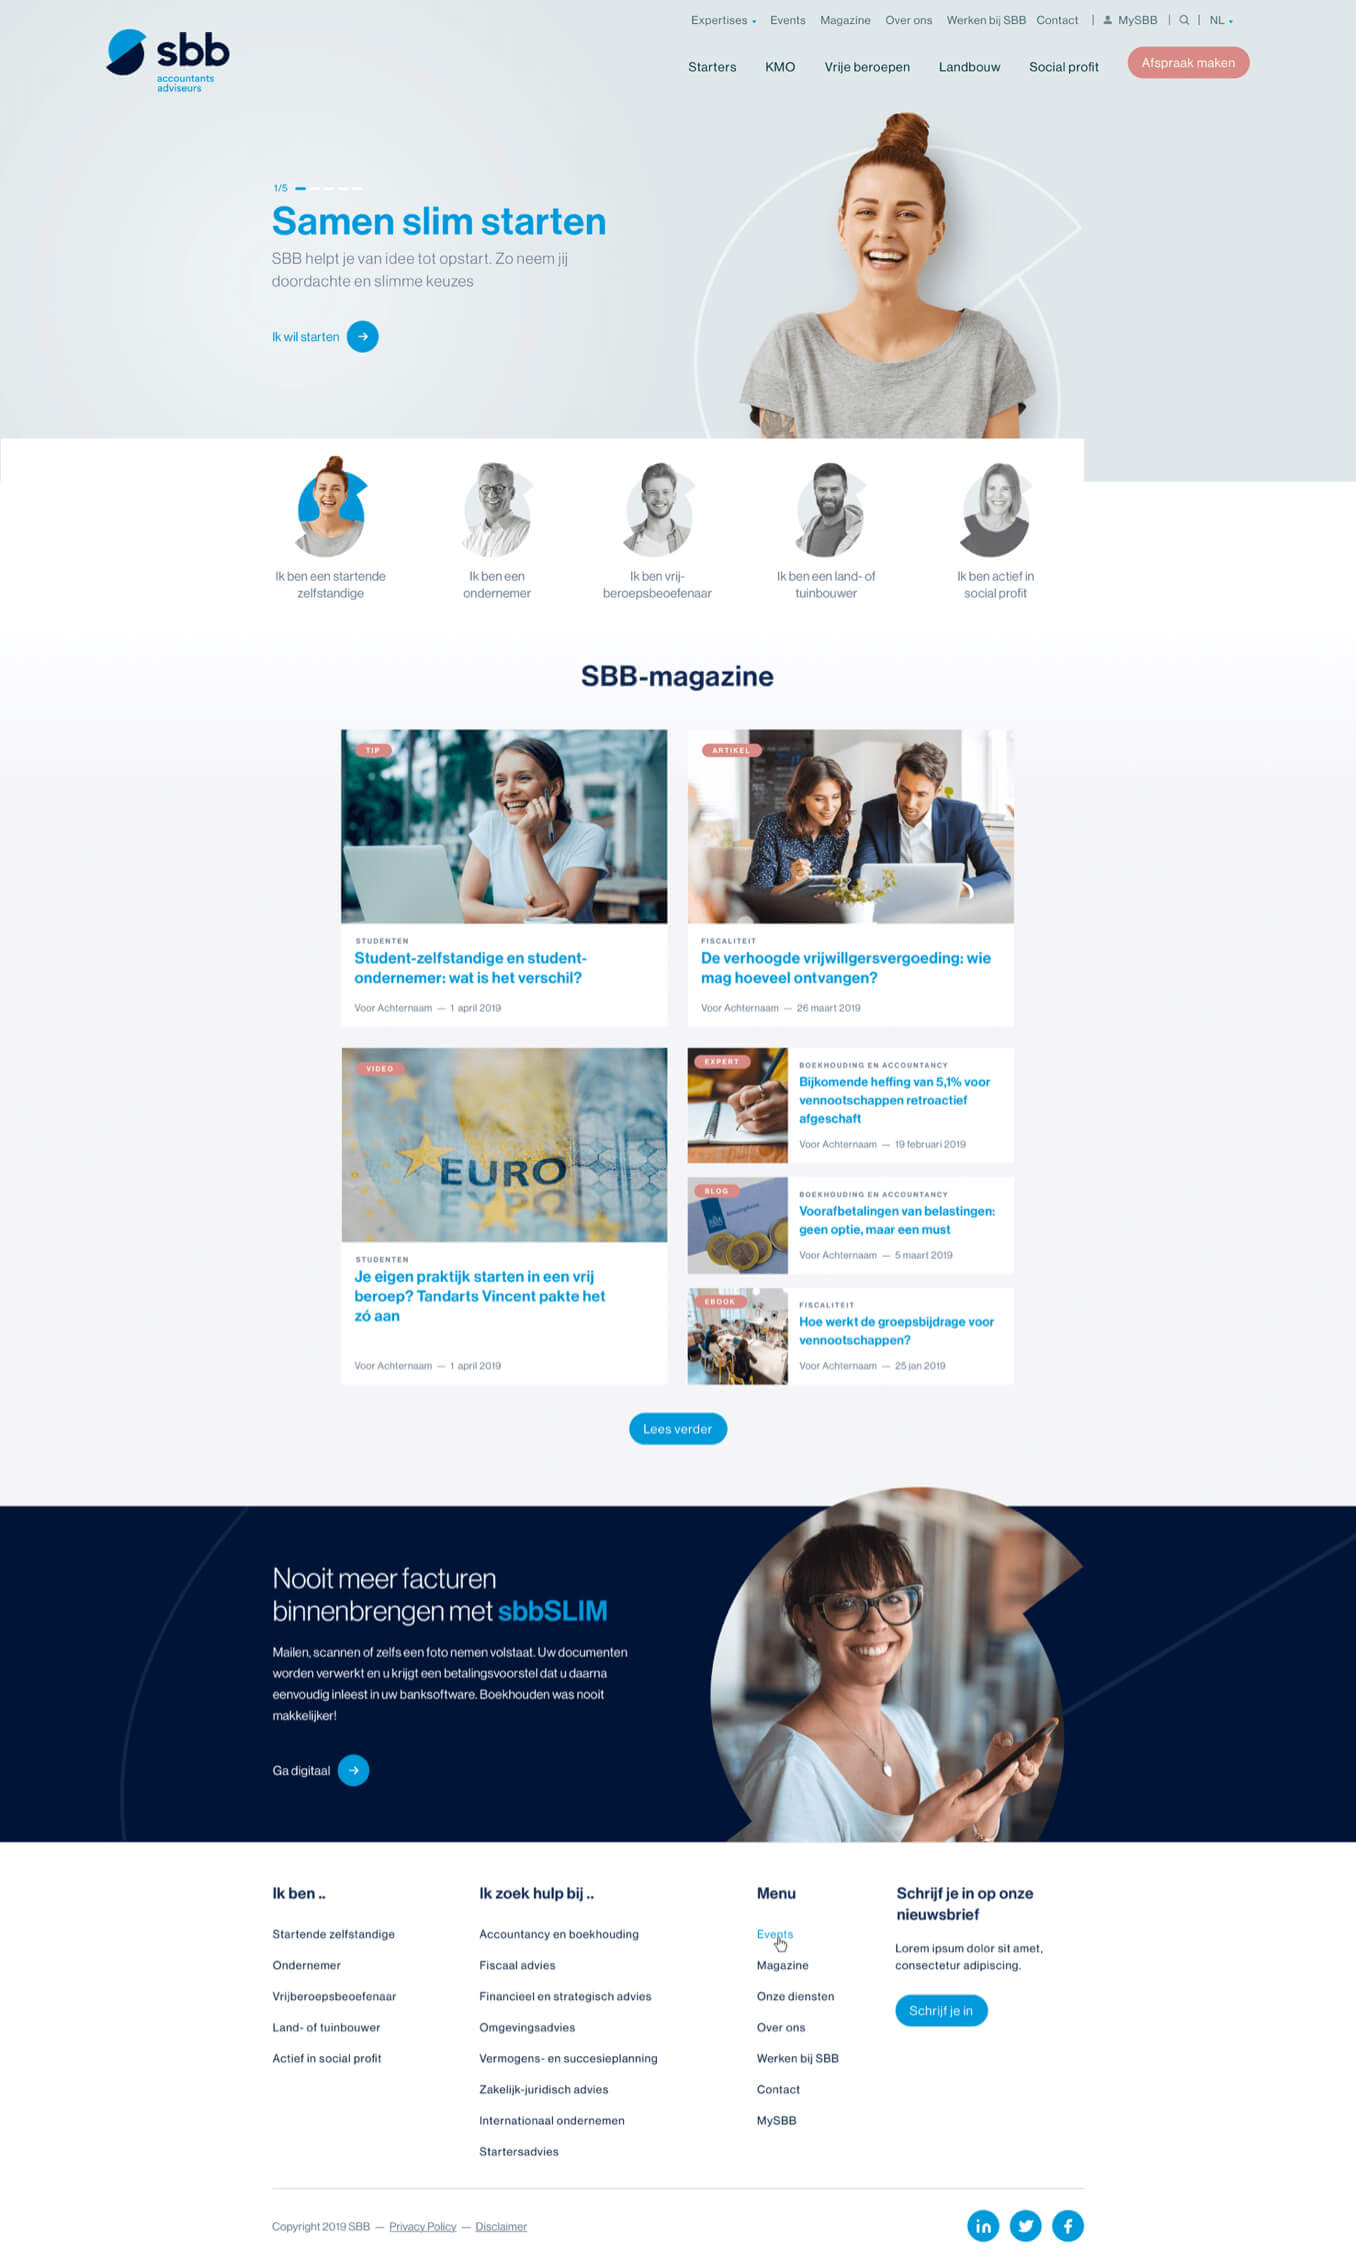 Expertises Events Magazine Over ons Werken bij SBB Contact | MySBB | | NL
sbb
accountants
adviseurs
Starters KMO Vrije beroepen Landbouw Social profit Afspraak maken
1/5
Samen slim starten
SBB helpt je van idee tot opstart. Zo neem jij
doordachte en slimme keuzes
Ik wil starten
Ik ben een startende
zelfstandige
Ik ben een
ondernemer
Ik ben vrij-
beroepsbeoefenaar
Ik ben een land- of
tuinbouwer
Ik ben actief in
social profit
SBB-magazine
TIP
STUDENTEN
Student-zelfstandige en student-
ondernemer: wat is het verschil?
Voor Achternaam — 1 april 2019
ARTIKEL
FISCALITEIT
De verhoogde vrijwillgersvergoeding: wie
mag hoeveel ontvangen?
Voor Achternaam — 26 maart 2019
VIDEO
EURO
STUDENTEN
Je eigen praktijk starten in een vrij
beroep? Tandarts Vincent pakte het
zó aan
Voor Achternaam — 1 april 2019
EXPERT
BOEKHOUDING EN ACCOUNTANCY
Bijkomende heffing van 5,1% voor
vennootschappen retroactief
afgeschaft
Voor Achternaam — 19 februari 2019
BLOG
BOEKHOUDING EN ACCOUNTANCY
Voorafbetalingen van belastingen:
geen optie, maar een must
Voor Achternaam — 5 maart 2019
EBOOK
FISCALITEIT
Hoe werkt de groepsbijdrage voor
vennootschappen?
Voor Achternaam — 25 jan 2019
Lees verder
Nooit meer facturen
binnenbrengen met sbbSLIM
Mailen, scannen of zelfs een foto nemen volstaat. Uw documenten
worden verwerkt en u krijgt een betalingsvoorstel dat u daarna
eenvoudig inleest in uw banksoftware. Boekhouden was nooit
makkelijker!
Ga digitaal
Ik ben ..
Startende zelfstandige
Ondernemer
Vrijberoepsbeoefenaar
Land- of tuinbouwer
Actief in social profit
Ik zoek hulp bij ..
Accountancy en boekhouding
Fiscaal advies
Financieel en strategisch advies
Omgevingsadvies
Vermogens- en succesieplanning
Zakelijk-juridisch advies
Internationaal ondernemen
Startersadvies
Menu
Events
Magazine
Onze diensten
Over ons
Werken bij SBB
Contact
MySBB
Schrijf je in op onze
nieuwsbrief
Lorem ipsum dolor sit amet,
consectetur adipiscing.
Schrijf je in
Copyright 2019 SBB — Privacy Policy — Disclaimer